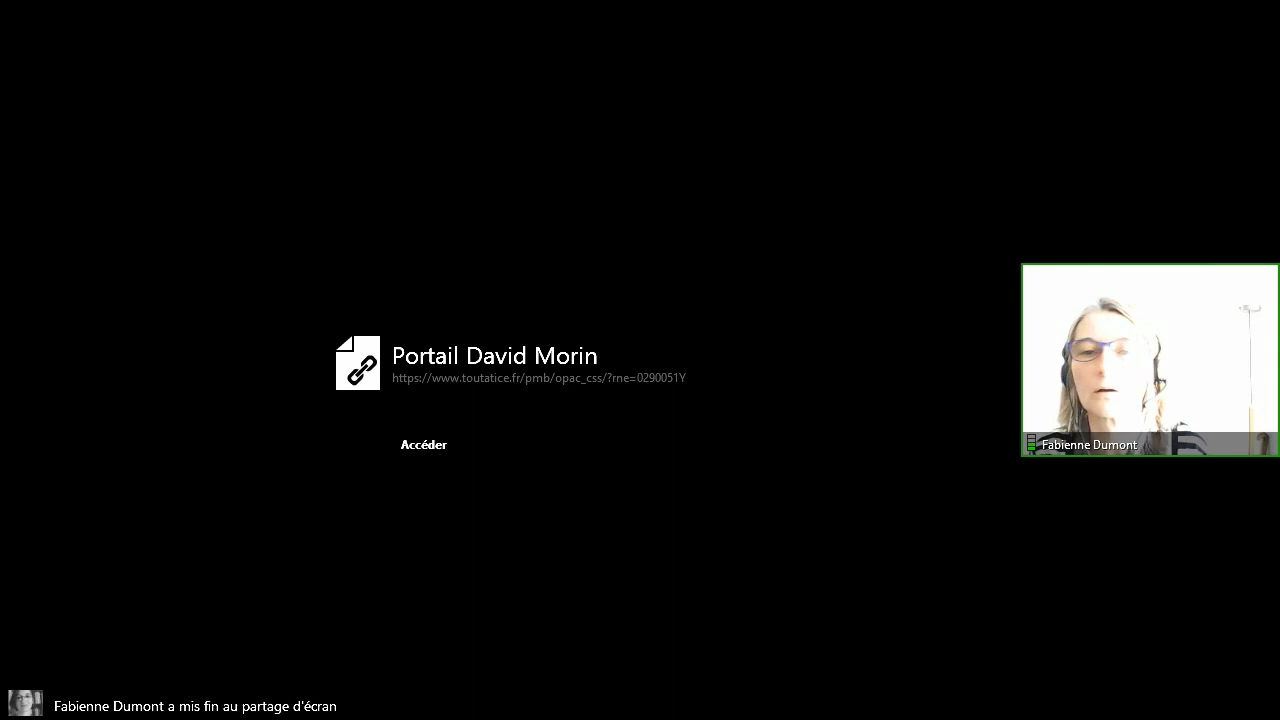 Portail David Morin
https://www.toutatice.fr/pmb/opac_css/?rne=0290051Y
Accéder
Fabienne Dumont
Fabienne Dumont a mis fin au partage d'écran